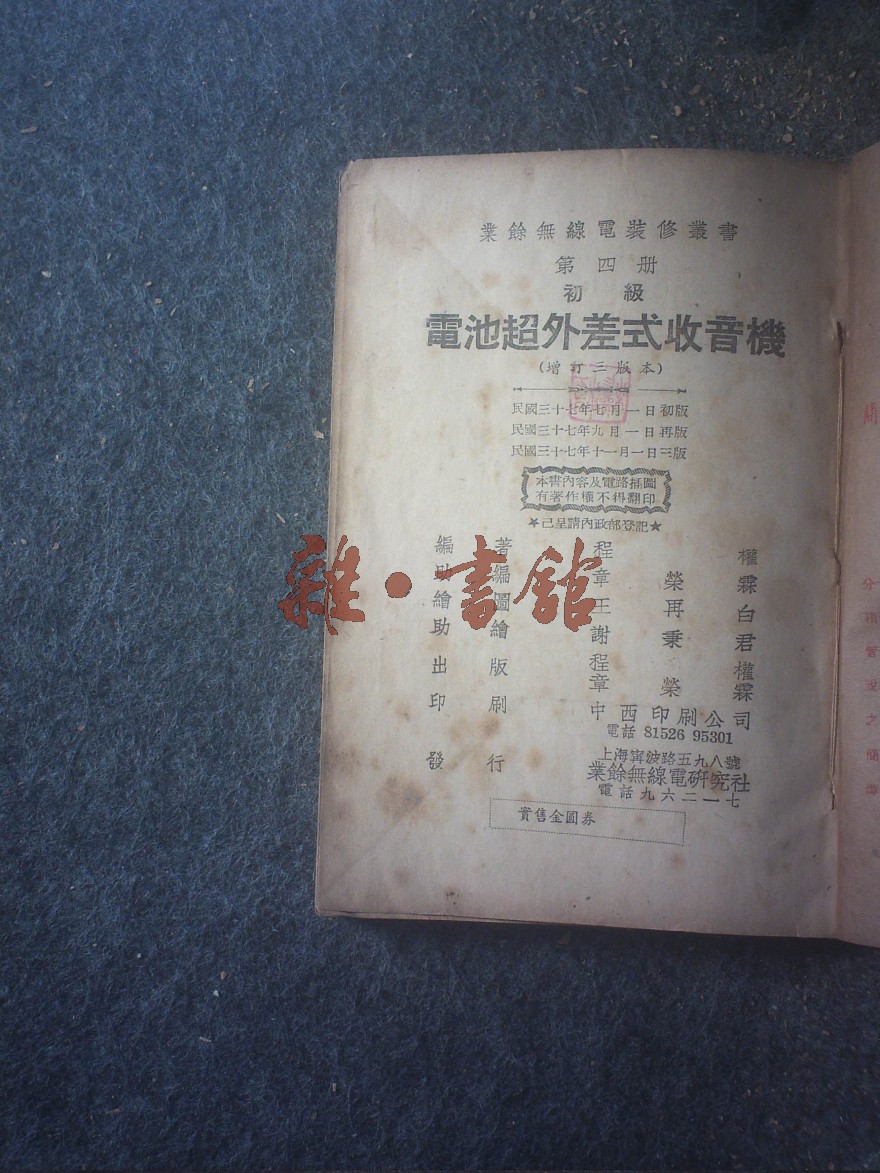 業餘無線電裝修叢書
第四册
初級
電池超外差式收音機
(增訂三版本)
民國三十七年七月一日初版
民國三十七年九月一日再版
民國三十七年十一月一日三版
本書內容及電路插圖
有著作權不得翻印
★已呈請內政部登記★
編著 程權
助編 章榮霖
繪圖 王再白
助繪 謝秉君
出版 程權
章榮霖
印刷 中西印刷公司
電話 81526 95301
發行 上海寗波路五九八號
業餘無線電硏究社
電話九六二一七
實售金圓券
雜·書館